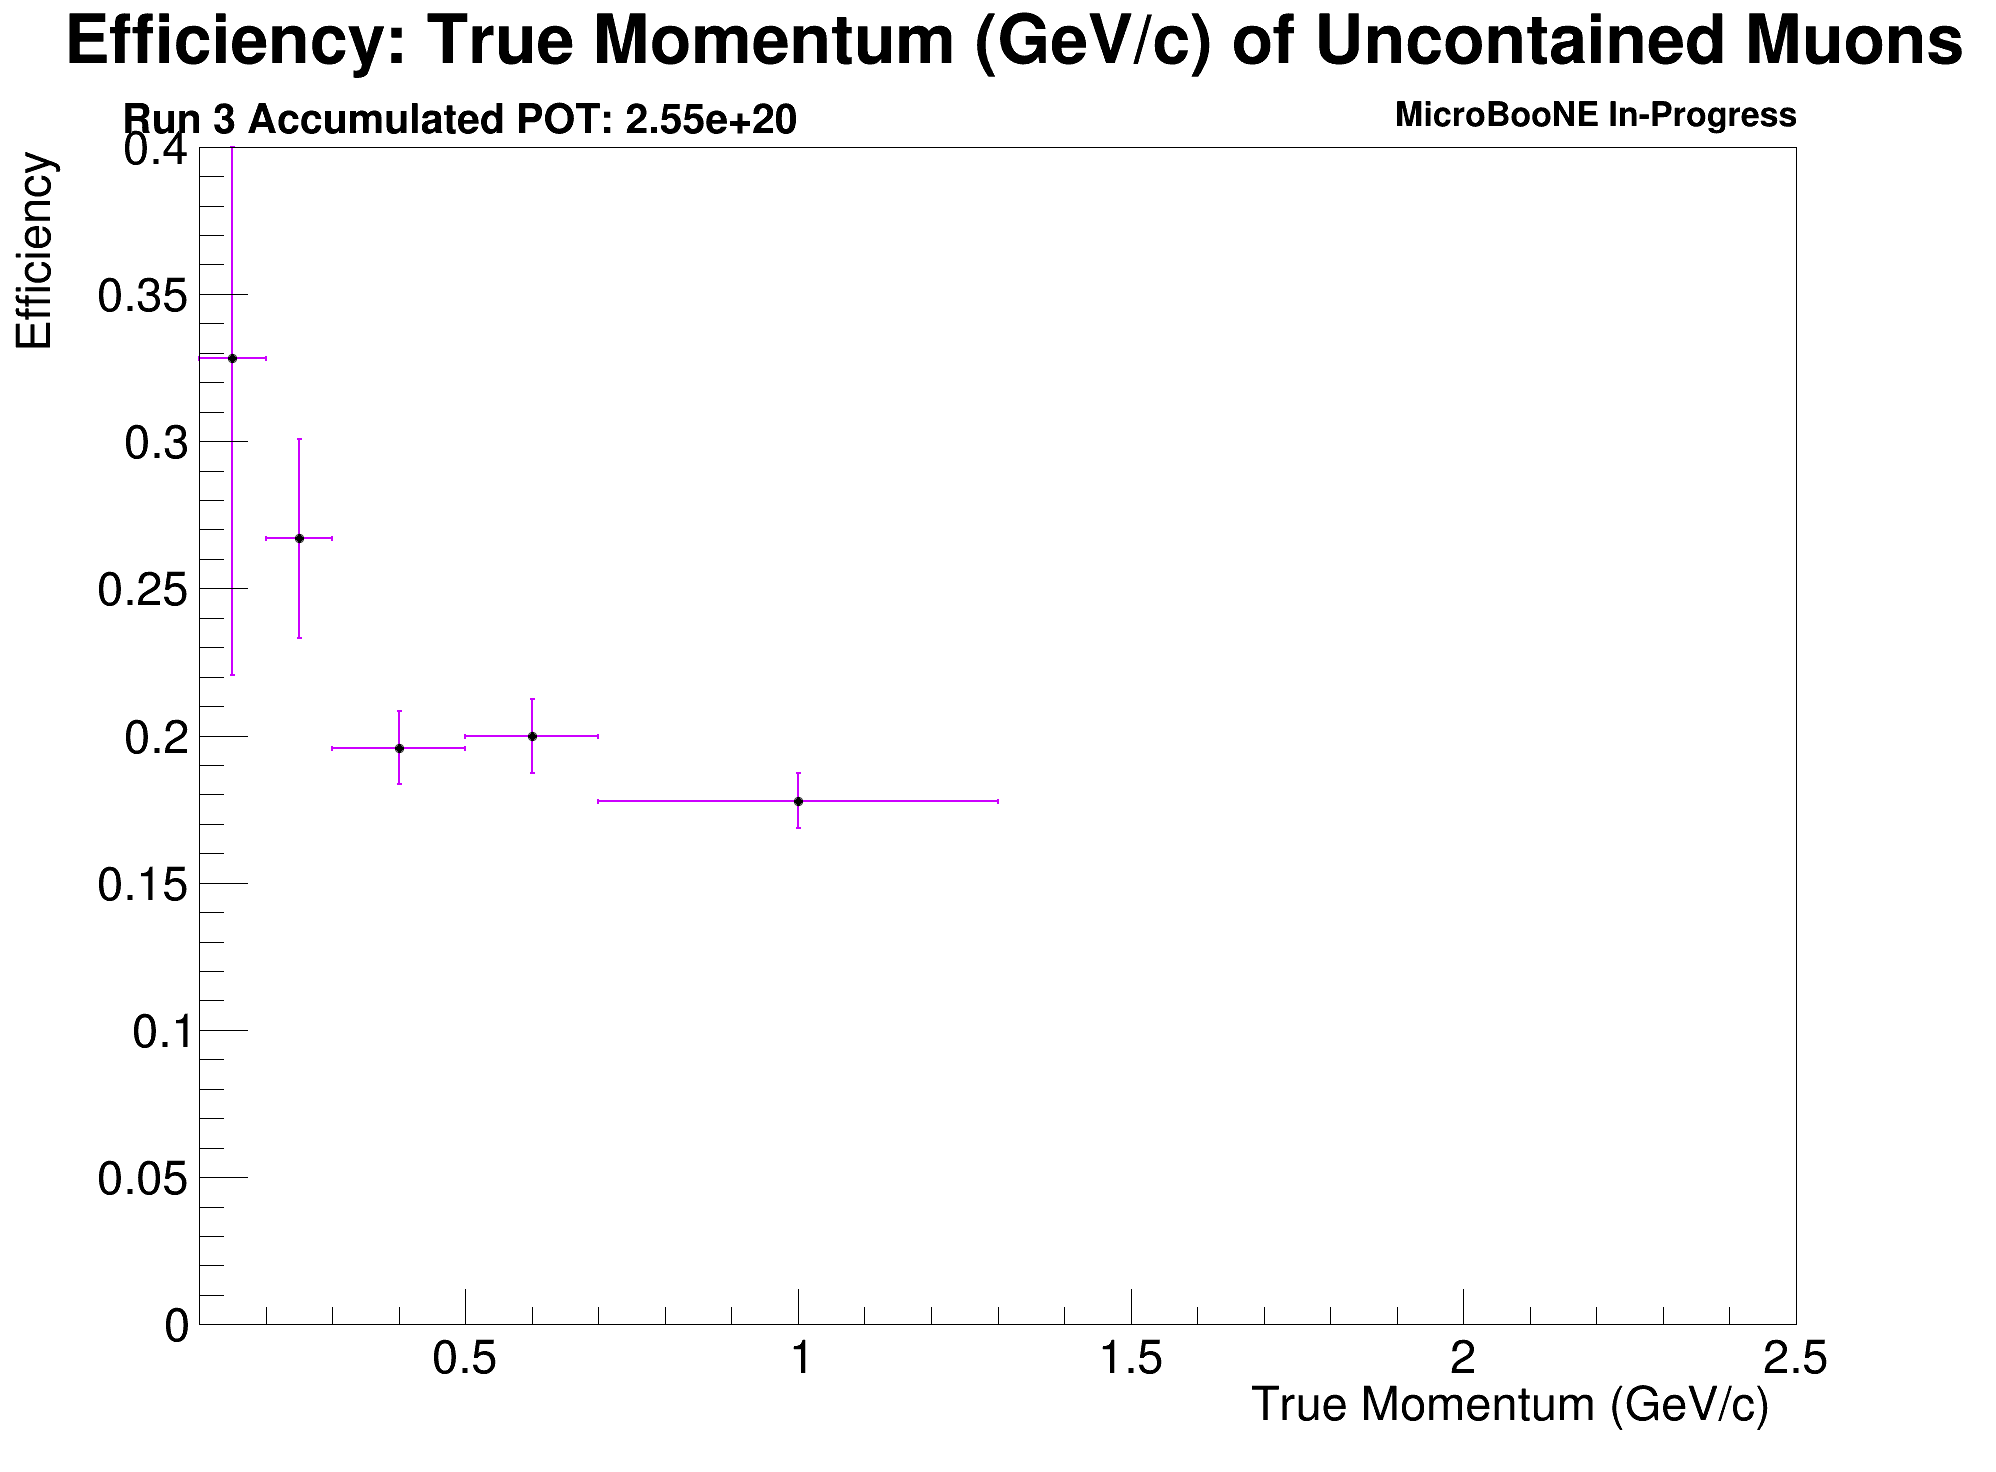 Efficiency: True Momentum (GeV/c) of Uncontained Muons
Run 3 Accumulated POT: 2.55e+20
MicroBooNE In-Progress
Efficiency
0.4
0.35
0.3
0.25
0.2
0.15
0.1
0.05
0
0.5
1
1.5
2
2.5
True Momentum (GeV/c)